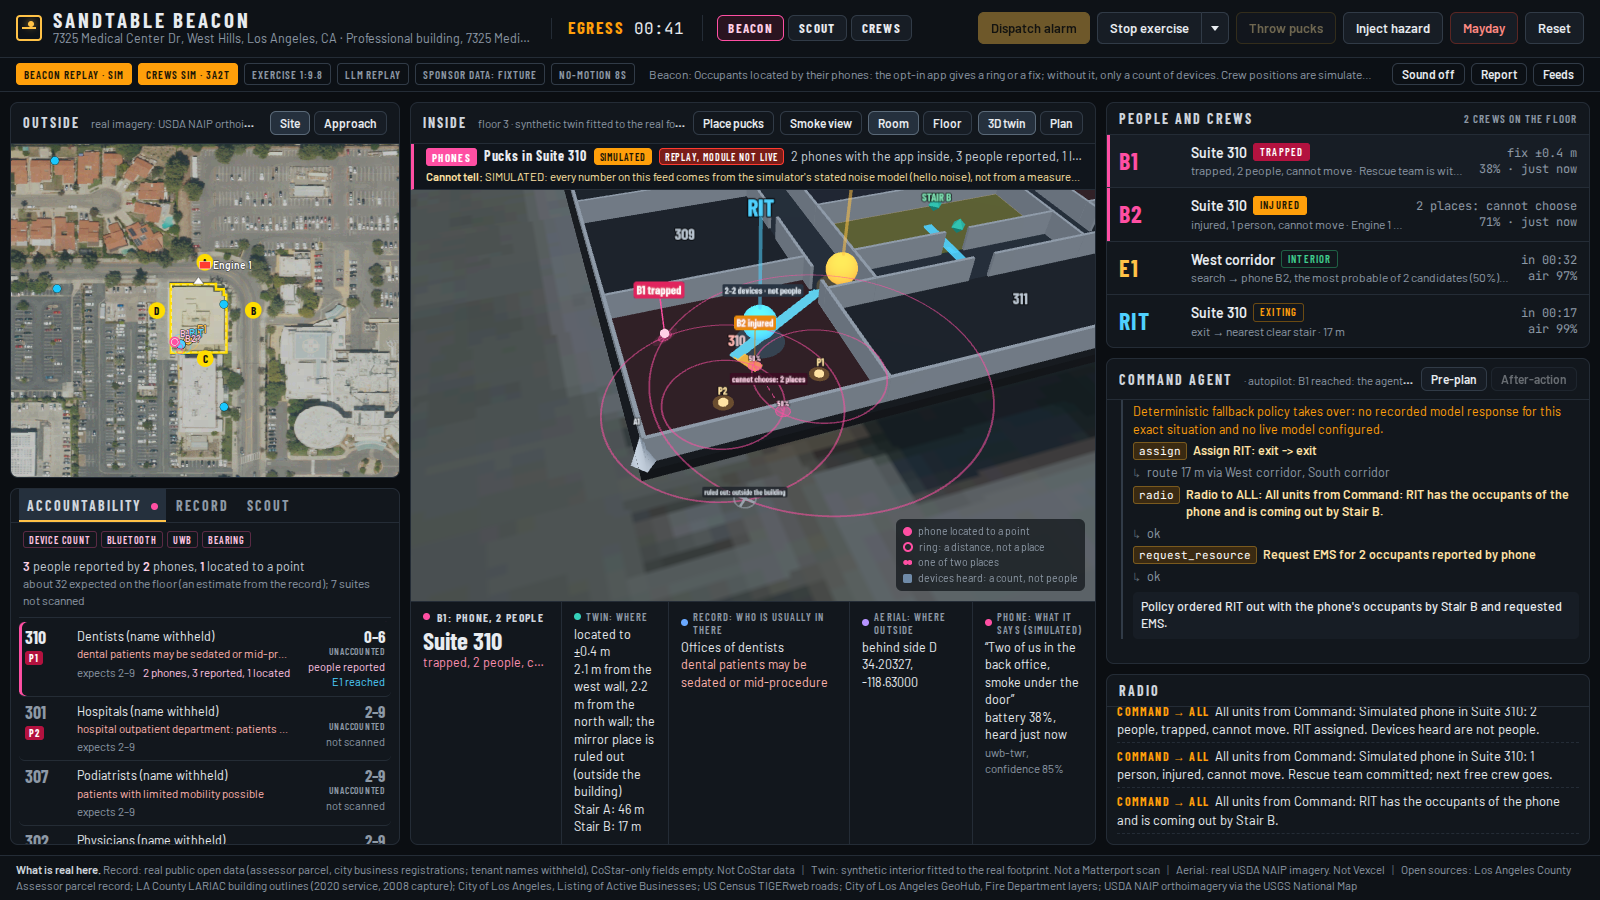 SANDTABLE BEACON
7325 Medical Center Dr, West Hills, Los Angeles, CA · Professional building, 7325 Medi...
EGRESS 00:41
BEACON SCOUT CREWS
Dispatch alarm Stop exercise Throw pucks Inject hazard Mayday Reset
BEACON REPLAY · SIM CREWS SIM · 3A2T EXERCISE 1:9.8 LLM REPLAY SPONSOR DATA: FIXTURE NO-MOTION 8S
Beacon: Occupants located by their phones: the opt-in app gives a ring or a fix; without it, only a count of devices. Crew positions are simulate...
Sound off Report Feeds
OUTSIDE real imagery: USDA NAIP orthoi... Site Approach
Engine 1
D B
C
INSIDE floor 3 · synthetic twin fitted to the real fo... Place pucks Smoke view Room Floor 3D twin Plan
PHONES Pucks in Suite 310 SIMULATED REPLAY, MODULE NOT LIVE 2 phones with the app inside, 3 people reported, 1 l...
Cannot tell: SIMULATED: every number on this feed comes from the simulator's stated noise model (hello.noise), not from a measure...
RIT
STAIR B
309
311
B1 trapped
2-2 devices · not people
B2 injured
310
50%
P1
cannot choose: 2 places
P2
50%
ruled out: outside the building
phone located to a point
ring: a distance, not a place
one of two places
devices heard: a count, not people
B1: PHONE, 2 PEOPLE
Suite 310
trapped, 2 people, c...
TWIN: WHERE
located to
±0.4 m
2.1 m from the
west wall, 2.2
m from the
north wall; the
mirror place is
ruled out
(outside the
building)
Stair A: 46 m
Stair B: 17 m
RECORD: WHO IS USUALLY IN
THERE
Offices of dentists
dental patients may be
sedated or mid-procedure
AERIAL: WHERE
OUTSIDE
behind side D
34.20327,
-118.63000
PHONE: WHAT IT
SAYS (SIMULATED)
"Two of us in the
back office,
smoke under the
door"
battery 38%,
heard just now
uwb-twr,
confidence 85%
ACCOUNTABILITY RECORD SCOUT
DEVICE COUNT BLUETOOTH UWB BEARING
3 people reported by 2 phones, 1 located to a point
about 32 expected on the floor (an estimate from the record); 7 suites
not scanned
310 Dentists (name withheld) 0-6
P1 dental patients may be sedated or mid-pr... UNACCOUNTED
expects 2–9 2 phones, 3 reported, 1 located people reported
E1 reached
301 Hospitals (name withheld) 2-9
P2 hospital outpatient department: patients ... UNACCOUNTED
expects 2–9 not scanned
307 Podiatrists (name withheld) 2-9
patients with limited mobility possible UNACCOUNTED
expects 2–9 not scanned
302 Physicians (name withheld) 2-9
PEOPLE AND CREWS 2 CREWS ON THE FLOOR
B1 Suite 310 TRAPPED fix ±0.4 m
trapped, 2 people, cannot move · Rescue team is wit... 38% · just now
B2 Suite 310 INJURED 2 places: cannot choose
injured, 1 person, cannot move · Engine 1 ... 71% · just now
E1 West corridor INTERIOR in 00:32
search → phone B2, the most probable of 2 candidates (50%)... air 97%
RIT Suite 310 EXITING in 00:17
exit → nearest clear stair · 17 m air 99%
COMMAND AGENT · autopilot: B1 reached: the agent... Pre-plan After-action
Deterministic fallback policy takes over: no recorded model response for this
exact situation and no live model configured.
assign Assign RIT: exit -> exit
↳ route 17 m via West corridor, South corridor
radio Radio to ALL: All units from Command: RIT has the occupants of the
phone and is coming out by Stair B.
↳ ok
request_resource Request EMS for 2 occupants reported by phone
↳ ok
Policy ordered RIT out with the phone's occupants by Stair B and requested
EMS.
RADIO
COMMAND → ALL All units from Command: Simulated phone in Suite 310: 2
people, trapped, cannot move. RIT assigned. Devices heard are not people.
COMMAND → ALL All units from Command: Simulated phone in Suite 310: 1
person, injured, cannot move. Rescue team committed; next free crew goes.
COMMAND → ALL All units from Command: RIT has the occupants of the phone
and is coming out by Stair B.
What is real here. Record: real public open data (assessor parcel, city business registrations; tenant names withheld), CoStar-only fields empty. Not CoStar data | Twin: synthetic interior fitted to the real footprint. Not a Matterport scan | Aerial: real USDA NAIP imagery. Not Vexcel | Open sources: Los Angeles County
Assessor parcel record; LA County LARIAC building outlines (2020 service, 2008 capture); City of Los Angeles, Listing of Active Businesses; US Census TIGERweb roads; City of Los Angeles GeoHub, Fire Department layers; USDA NAIP orthoimagery via the USGS National Map